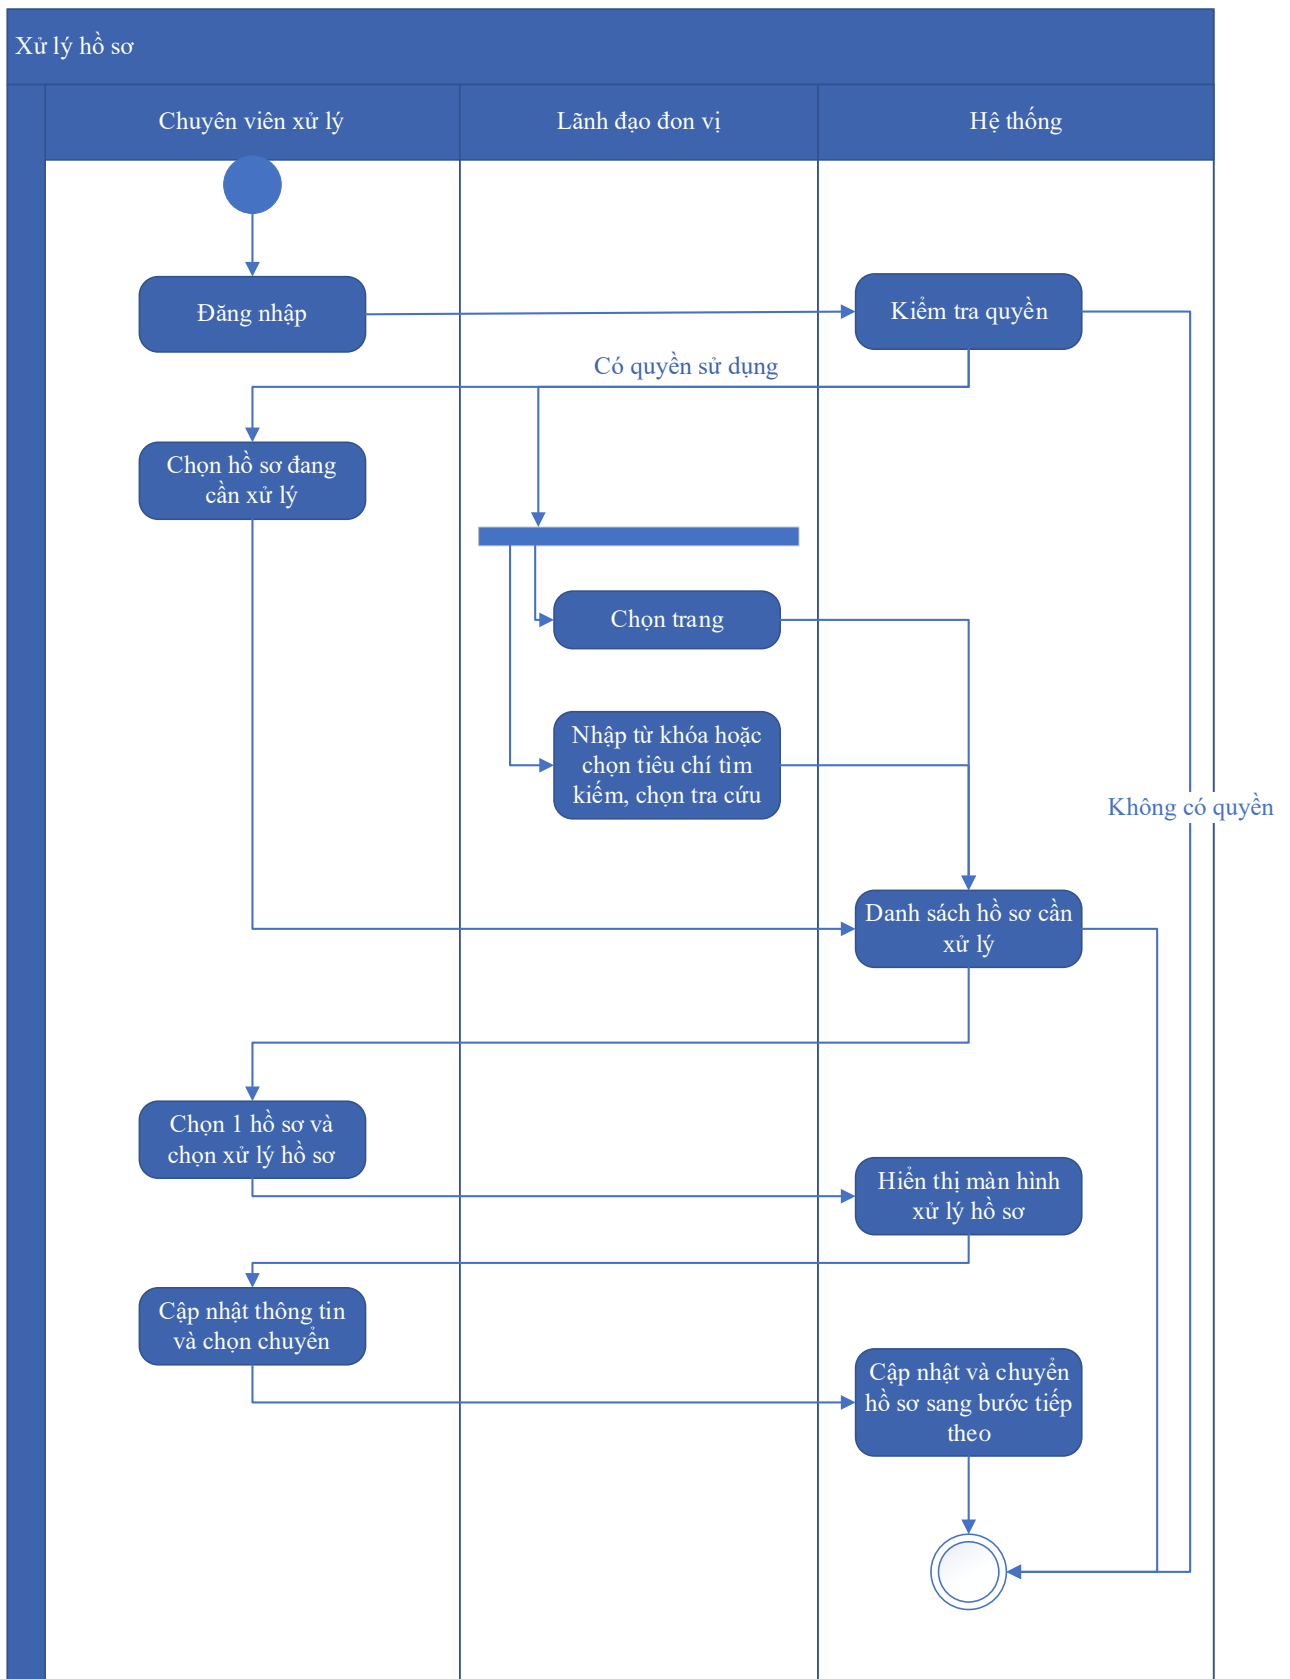 Xử lý hồ sơ
Chuyên viên xử lý
Lãnh đạo đơn vị
Hệ thống
Đăng nhập
Kiểm tra quyền
Có quyền sử dụng
Chọn hồ sơ đang
cần xử lý
Chọn trang
Nhập từ khóa hoặc
chọn tiêu chí tìm
kiếm, chọn tra cứu
Không có quyền
Danh sách hồ sơ cần
xử lý
Chọn 1 hồ sơ và
chọn xử lý hồ sơ
Hiển thị màn hình
xử lý hồ sơ
Cập nhật thông tin
và chọn chuyển
Cập nhật và chuyển
hồ sơ sang bước tiếp
theo